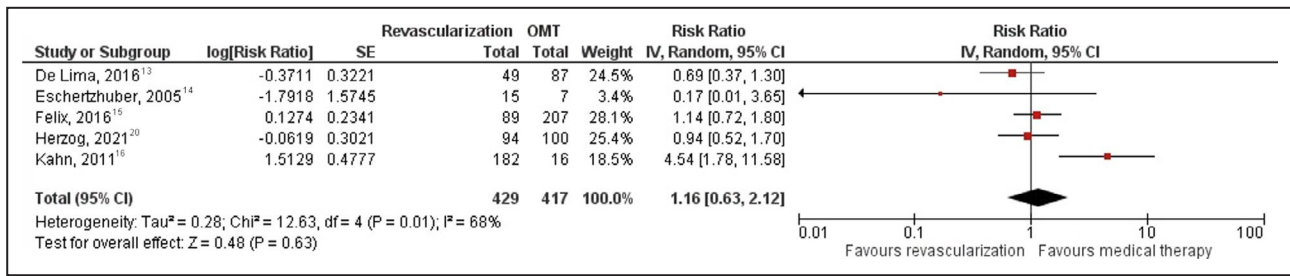 Revascularization OMT Risk Ratio Risk Ratio
Study or Subgroup log[Risk Ratio] SE Total Total Weight IV, Random, 95% CI IV, Random, 95% CI
De Lima, 2016¹³ -0.3711 0.3221 49 87 24.5% 0.69 [0.37, 1.30]
Eschertzhuber, 2005¹⁴ -1.7918 1.5745 15 7 3.4% 0.17 [0.01, 3.65]
Felix, 2016¹⁵ 0.1274 0.2341 89 207 28.1% 1.14 [0.72, 1.80]
Herzog, 2021²⁰ -0.0619 0.3021 94 100 25.4% 0.94 [0.52, 1.70]
Kahn, 2011¹⁶ 1.5129 0.4777 182 16 18.5% 4.54 [1.78, 11.58]
Total (95% CI) 429 417 100.0% 1.16 [0.63, 2.12]
Heterogeneity: Tau² = 0.28; Chi² = 12.63, df = 4 (P = 0.01); I² = 68%
Test for overall effect: Z = 0.48 (P = 0.63)
0.01 0.1 1 10 100
Favours revascularization Favours medical therapy